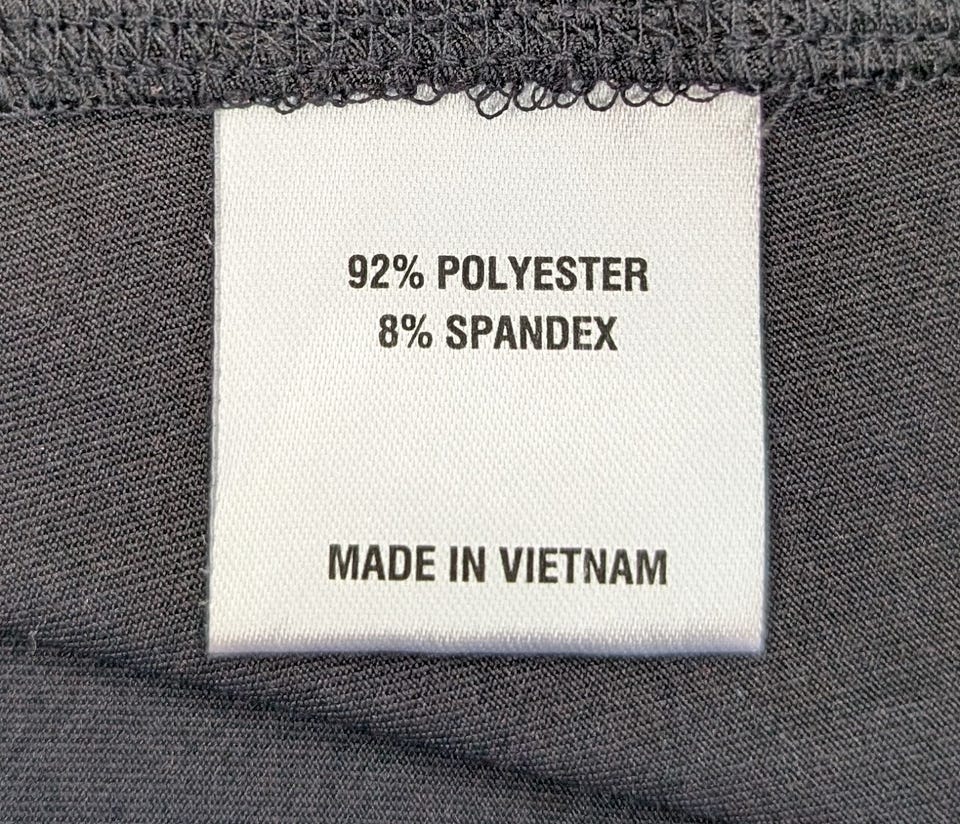 92% POLYESTER
8% SPANDEX
MADE IN VIETNAM